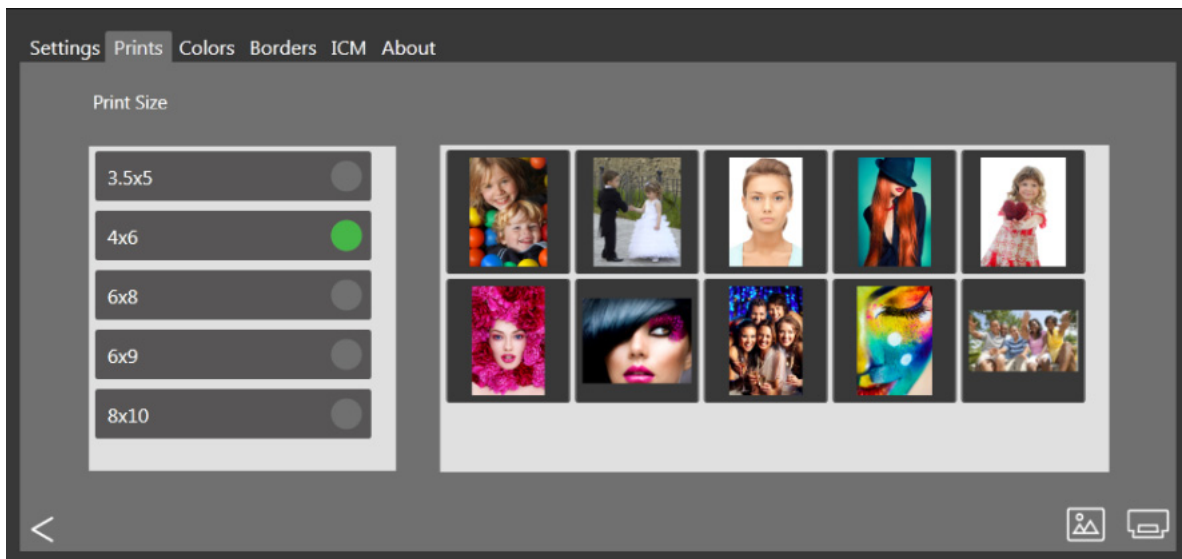 Settings Prints Colors Borders ICM About
Print Size
3.5x5
4x6
6x8
6x9
8x10